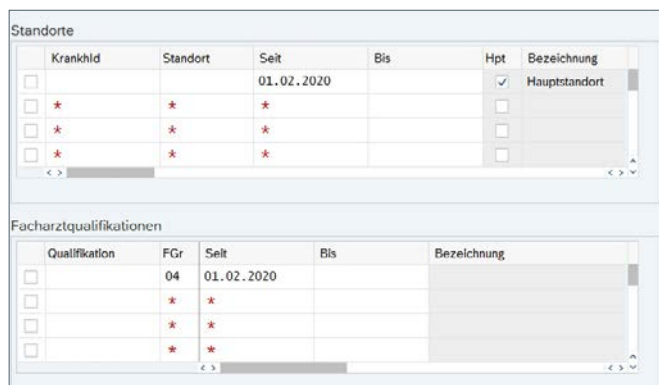 Standorte
KrankhId Standort Seit Bis Hpt Bezeichnung
01.02.2020 Hauptstandort
* * *
* * *
* * *
Facharztqualifikationen
Qualifikation FGr Seit Bis Bezeichnung
04 01.02.2020
* *
* *
* *